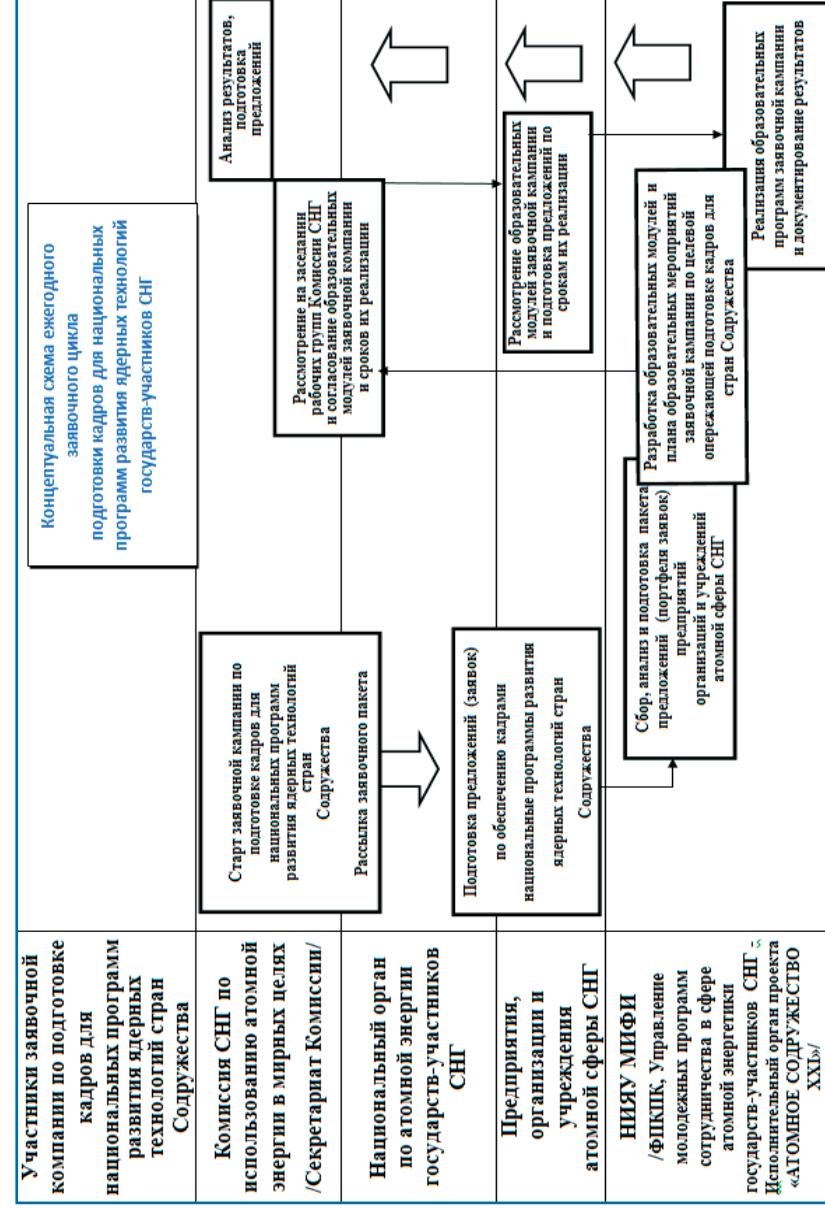 Участники заявочной
компании по подготовке
кадров для
национальных программ
развития ядерных
технологий стран
Содружества
Концептуальная схема ежегодного
заявочного цикла
подготовки кадров для национальных
программ развития ядерных технологий
государств-участников СНГ
Комиссия СНГ по
использованию атомной
энергии в мирных целях
/Секретариат Комиссии/
Старт заявочной кампании по
подготовке кадров для
национальных программ
развития ядерных технологий
стран
Содружества
Рассылка заявочного пакета
Рассмотрение на заседании
рабочих групп Комиссии СНГ
и согласование образовательных
модулей заявочной компании
и сроков их реализации
Анализ результатов,
подготовка
предложений
Национальный орган
по атомной энергии
государств-участников
СНГ
Предприятия,
организации и
учреждения
атомной сферы СНГ
Подготовка предложений (заявок)
по обеспечению кадрами
национальные программы развития
ядерных технологий стран
Содружества
Рассмотрение образовательных
модулей заявочной кампании
и подготовка предложений по
срокам их реализации
НИЯУ МИФИ
/ФПКПК, Управление
молодежных программ
сотрудничества в сфере
атомной энергетики
государств-участников СНГ -
Исполнительный орган проекта
«АТОМНОЕ СОДРУЖЕСТВО
XXI»/
Сбор, анализ и подготовка пакета
предложений (портфеля заявок)
предприятий
организаций и учреждений
атомной сферы СНГ
Разработка образовательных модулей и
плана образовательных мероприятий
заявочной кампании по целевой
опережающей подготовке кадров для
стран Содружества
Реализация образовательных
программ заявочной кампании
и документирование результатов